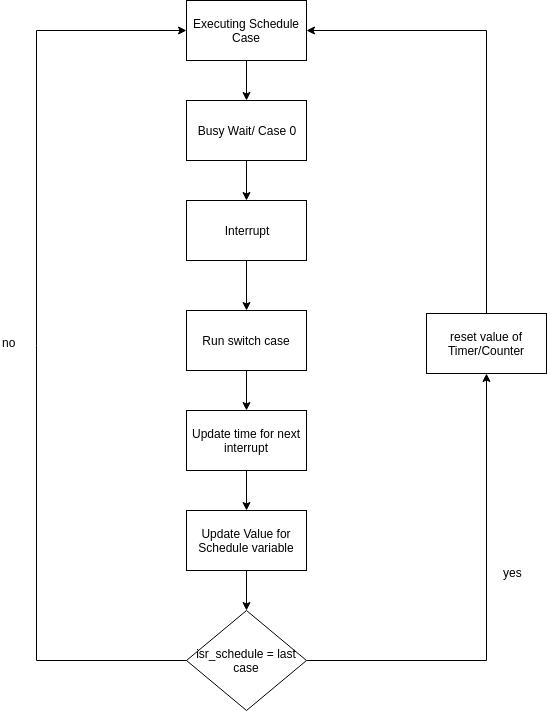 Executing Schedule
Case
Busy Wait/ Case 0
Interrupt
Run switch case
reset value of
Timer/Counter
no
Update time for next
interrupt
Update Value for
Schedule variable
yes
isr_schedule = last
case